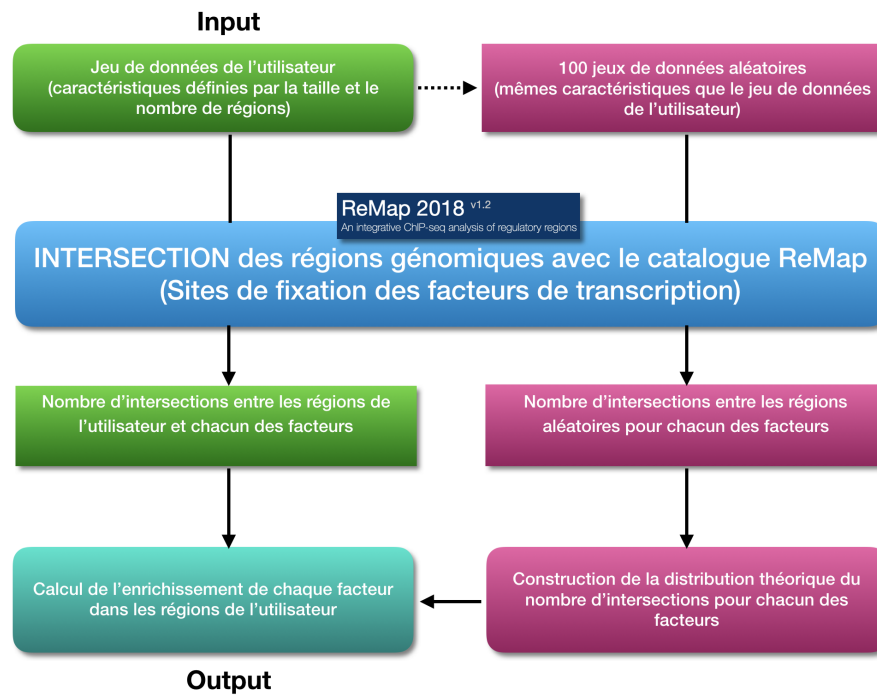 Input
Jeu de données de l'utilisateur
(caractéristiques définies par la taille et le
nombre de régions)
100 jeux de données aléatoires
(mêmes caractéristiques que le jeu de données
de l'utilisateur)
ReMap 2018 v1.2
An integrative ChIP-seq analysis of regulatory regions
INTERSECTION des régions génomiques avec le catalogue ReMap
(Sites de fixation des facteurs de transcription)
Nombre d'intersections entre les régions de
l'utilisateur et chacun des facteurs
Nombre d'intersections entre les régions
aléatoires pour chacun des facteurs
Calcul de l'enrichissement de chaque facteur
dans les régions de l'utilisateur
Construction de la distribution théorique du
nombre d'intersections pour chacun des
facteurs
Output